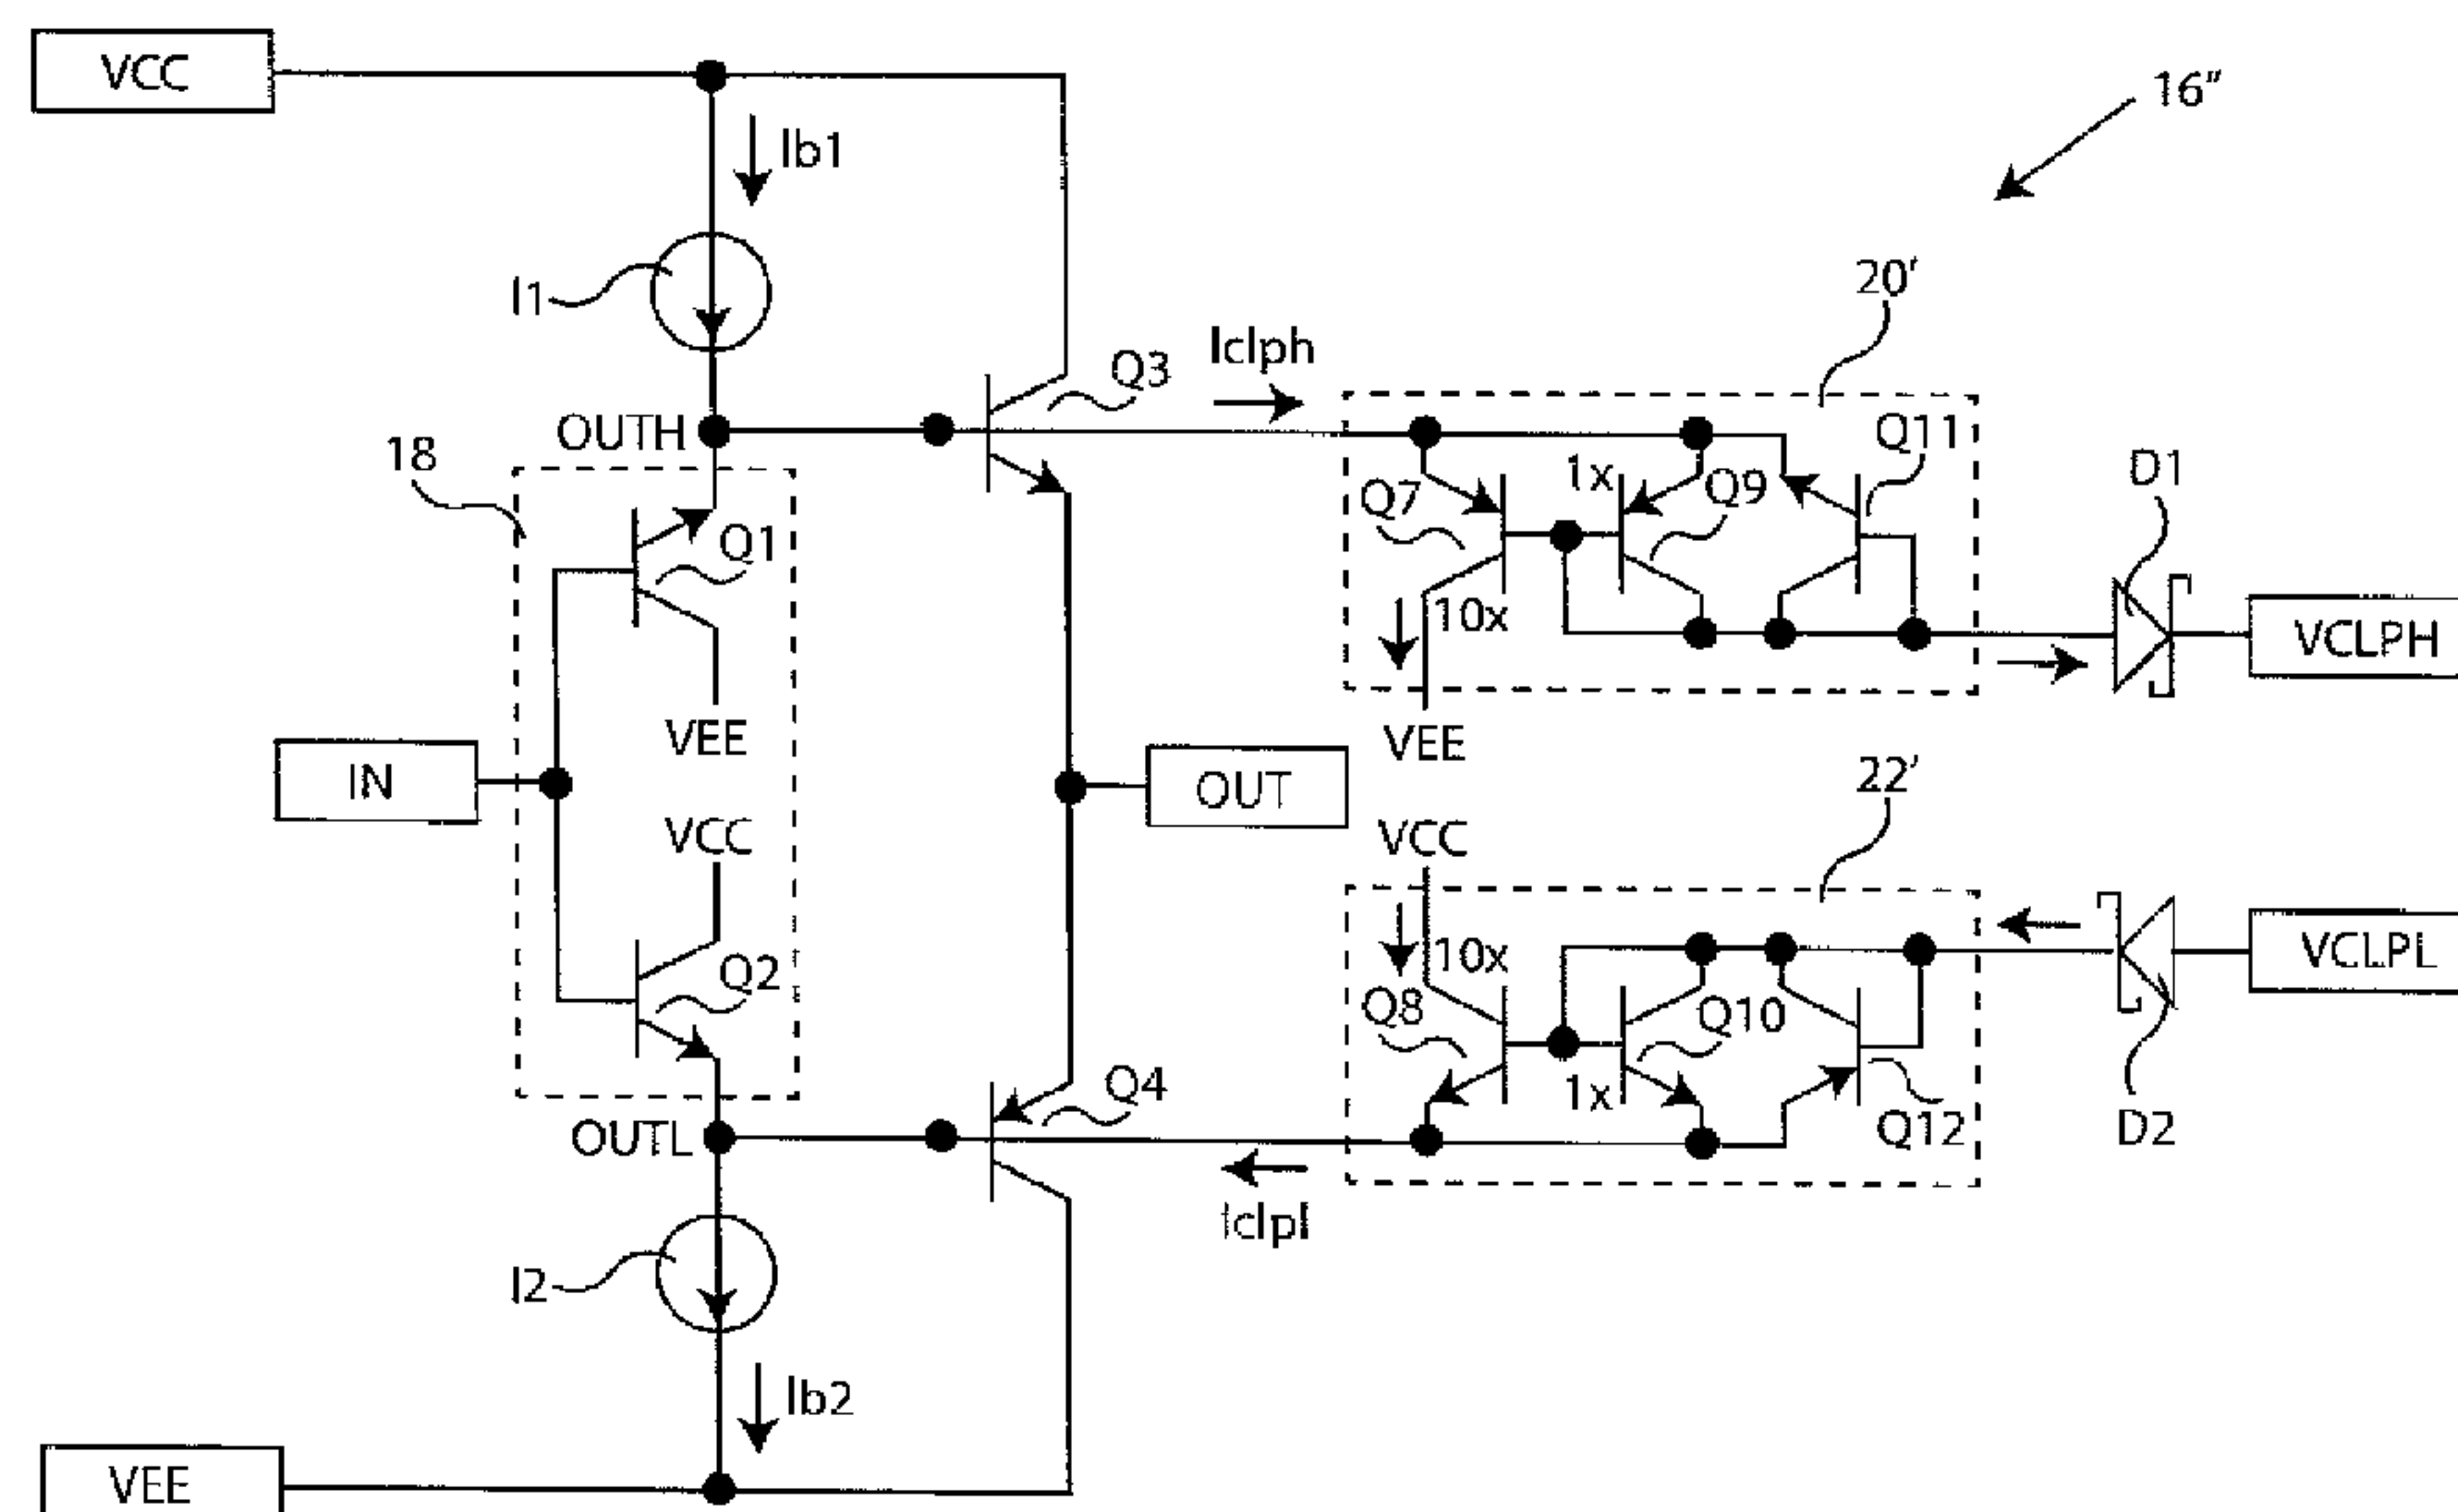 VCC
16"
Ib1
I1
20'
Iclph
Q3
OUTH
18
Q7
1x
Q9
Q11
D1
Q1
10x
VCLPH
VEE
VEE
IN
OUT
22'
VCC
VCC
Q2
10x
Q8
Q10
VCLPL
1x
Q4
Q12
D2
OUTL
Iclpl
I2
Ib2
VEE